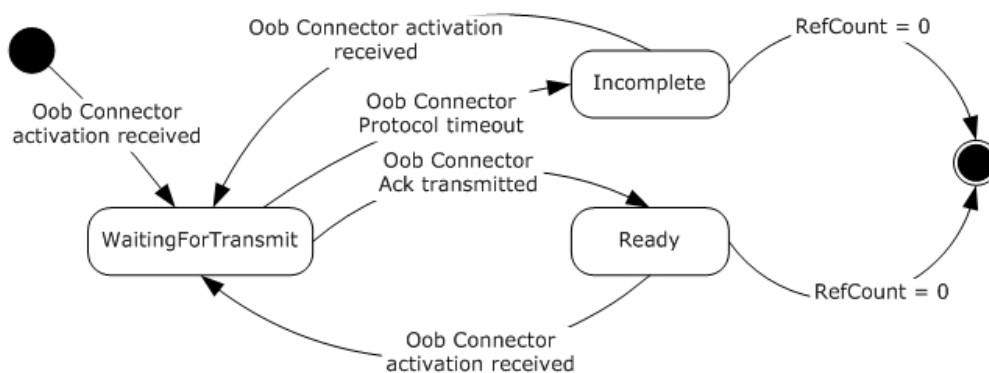 Oob Connector activation
received
RefCount = 0
Incomplete
Oob Connector
activation received
Oob Connector
Protocol timeout
Oob Connector
Ack transmitted
WaitingForTransmit
Ready
RefCount = 0
Oob Connector
activation received